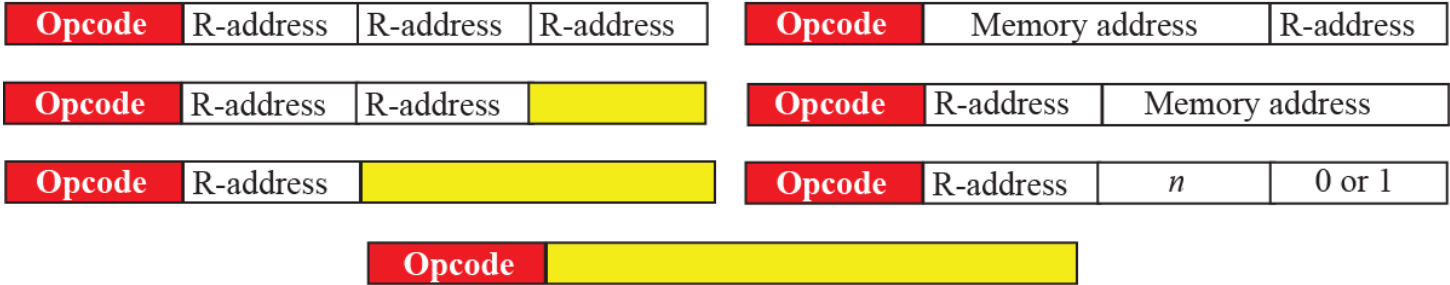 Opcode R-address R-address R-address
Opcode Memory address R-address
Opcode R-address R-address
Opcode R-address Memory address
Opcode R-address
Opcode R-address n 0 or 1
Opcode